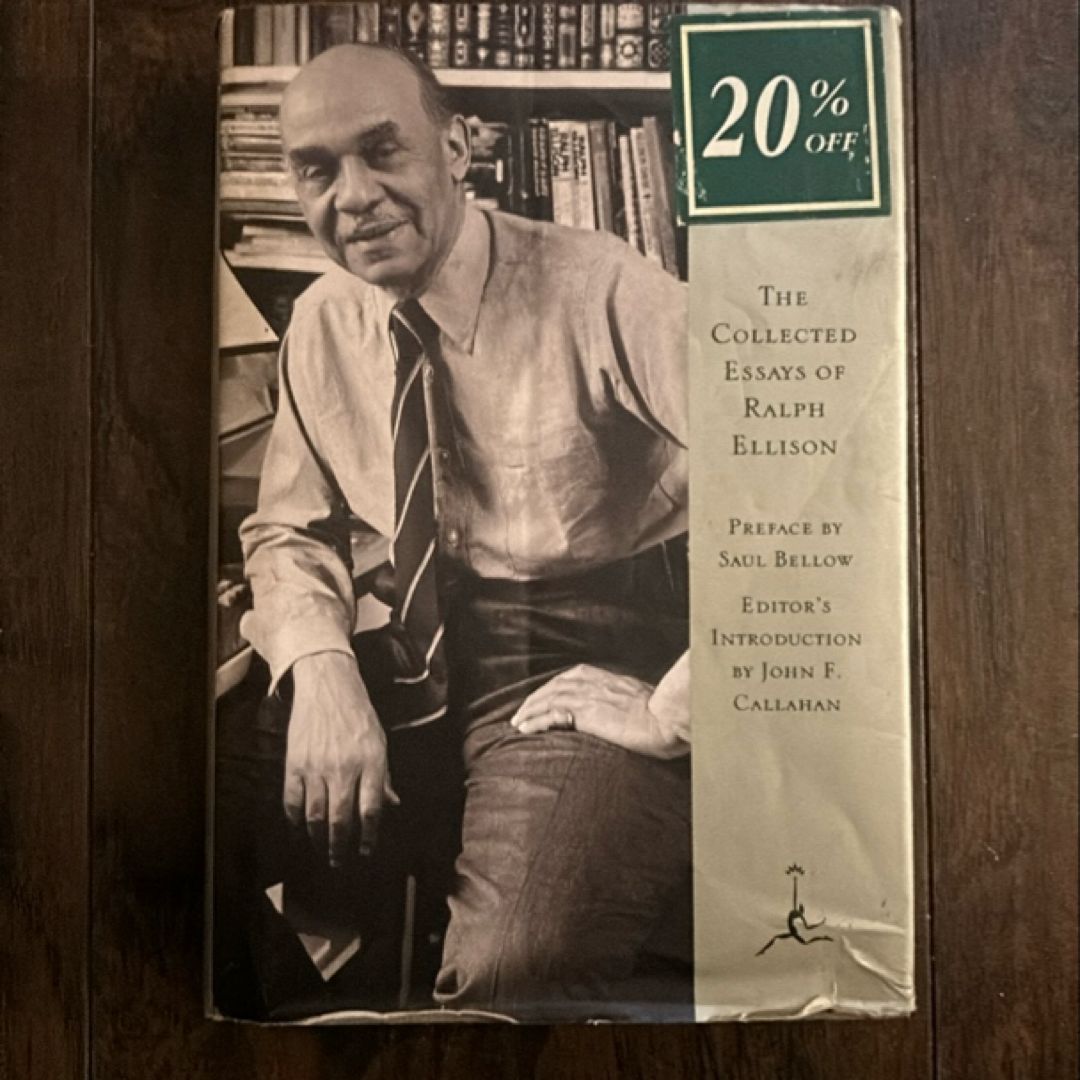 20%
OFF
THE
COLLECTED
ESSAYS OF
RALPH
ELLISON
PREFACE BY
SAUL BELLOW
EDITOR'S
INTRODUCTION
BY JOHN F.
CALLAHAN